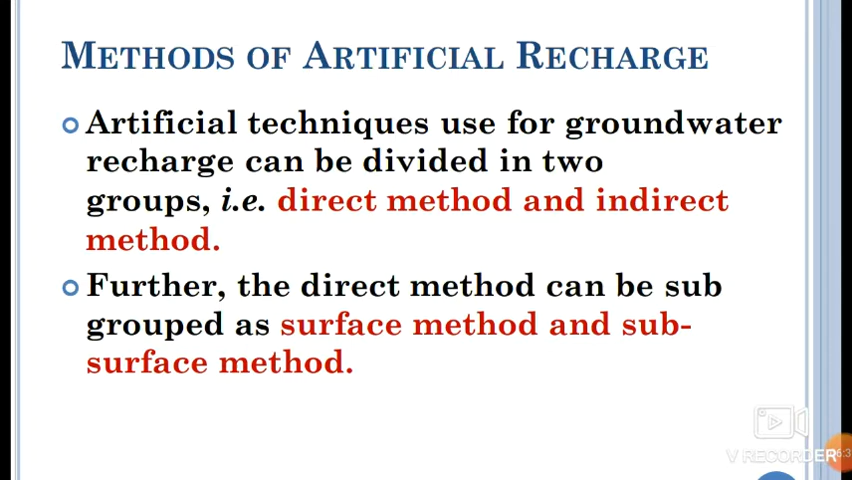 METHODS OF ARTIFICIAL RECHARGE
Artificial techniques use for groundwater
recharge can be divided in two
groups, i.e. direct method and indirect
method.
Further, the direct method can be sub
grouped as surface method and sub-
surface method.
V RECORDER